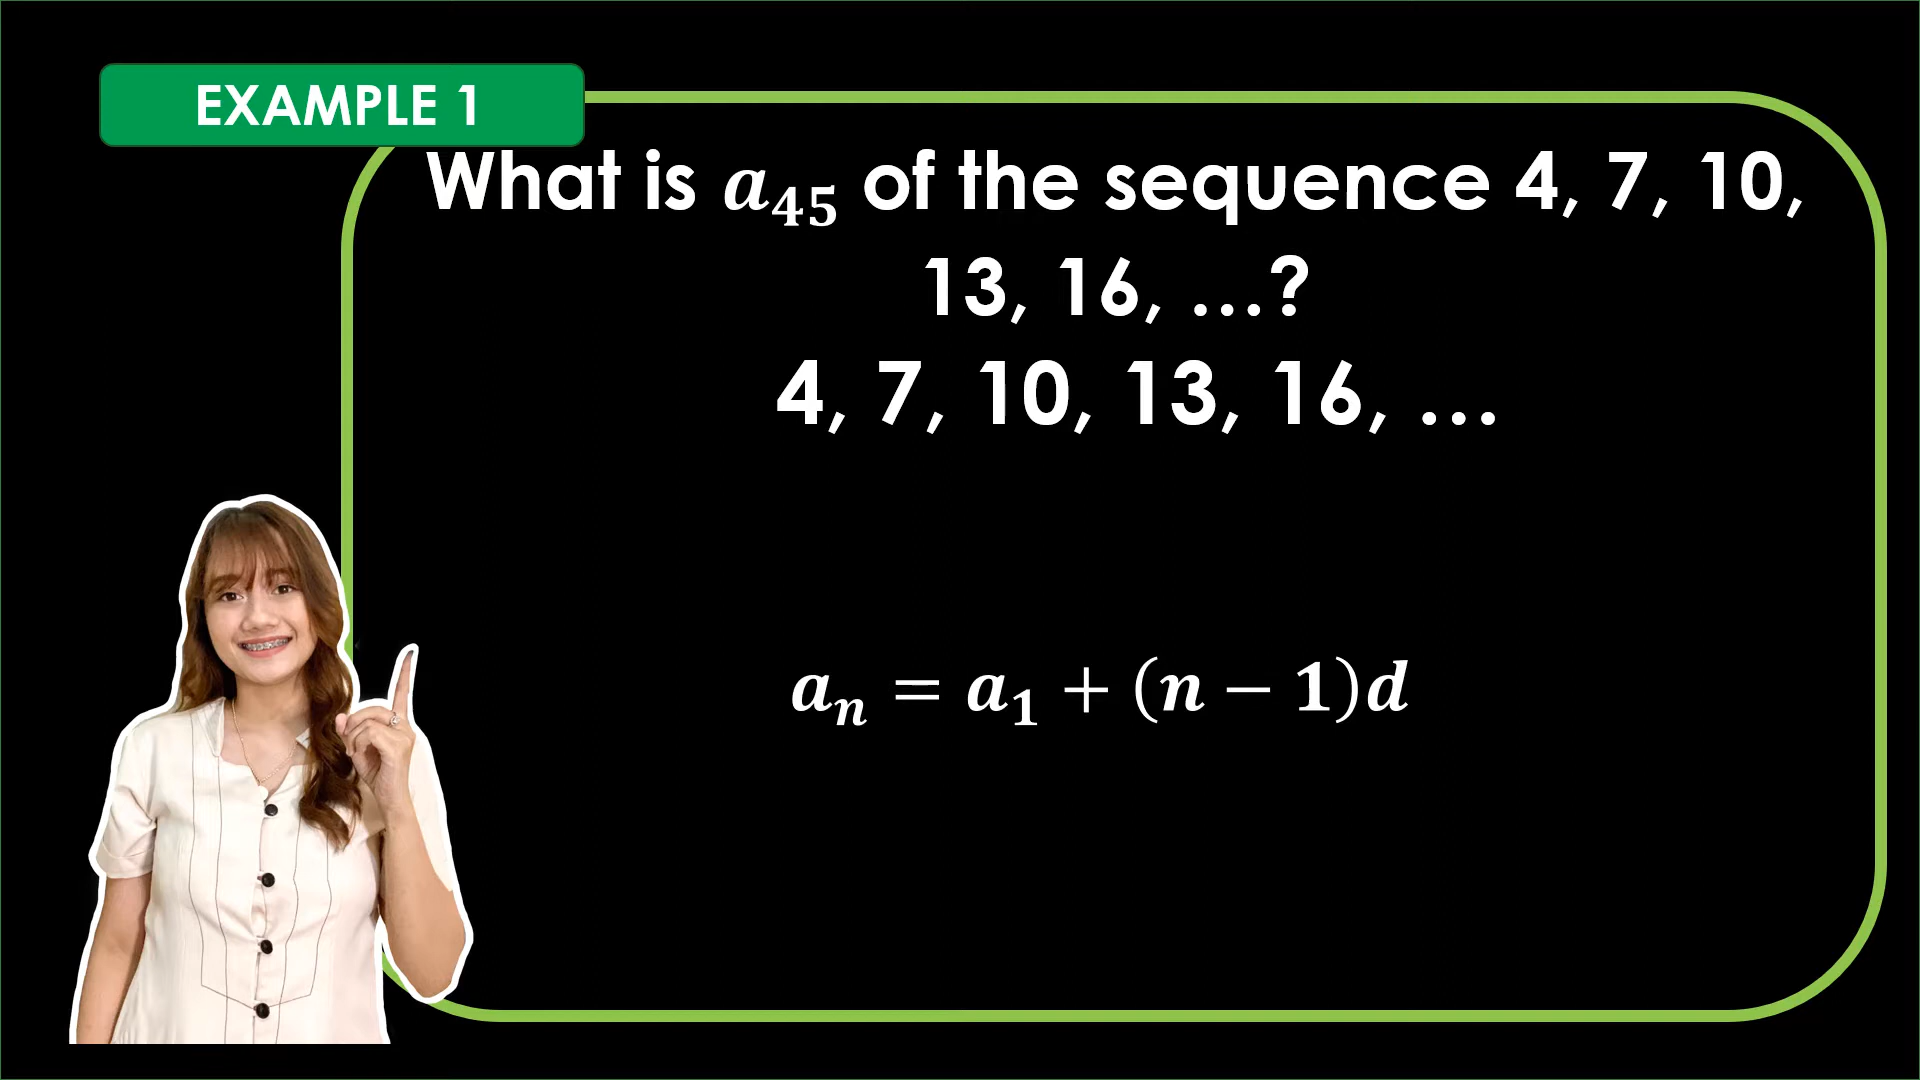 EXAMPLE 1
What is a₄₅ of the sequence 4, 7, 10,
13, 16, …?
4, 7, 10, 13, 16, …
aₙ = a₁ + (n − 1)d